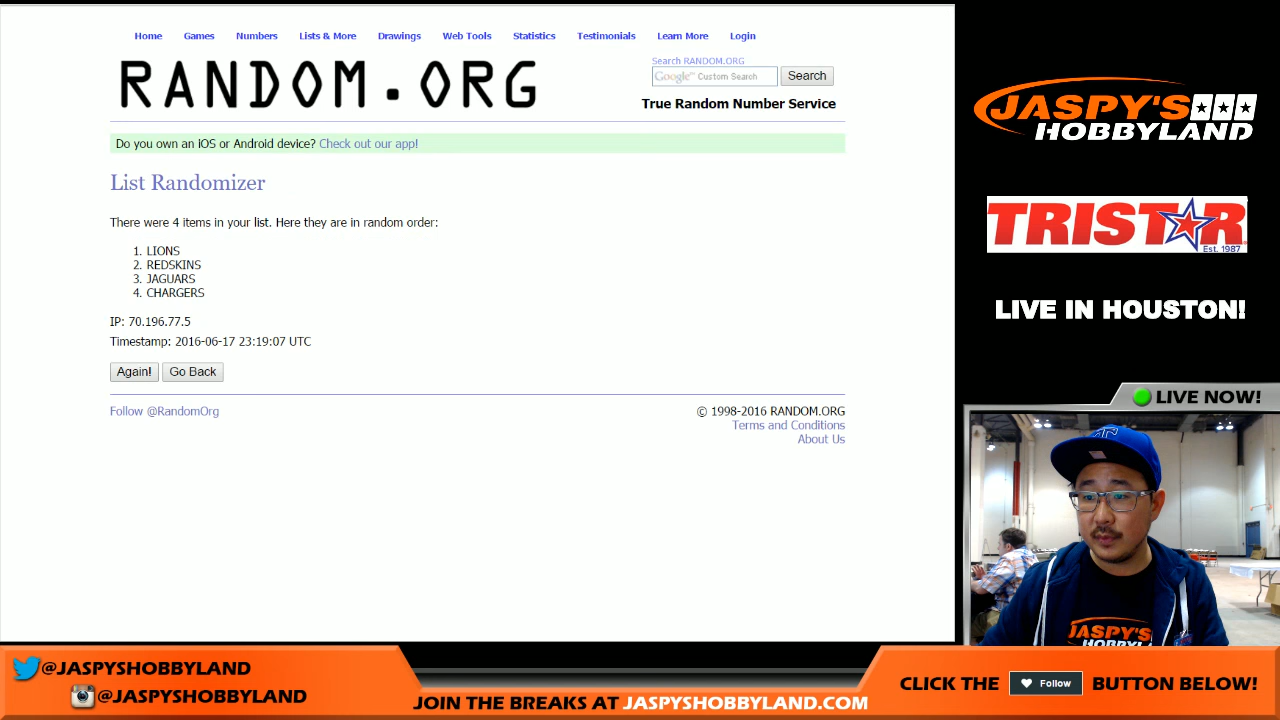 Home Games Numbers Lists & More Drawings Web Tools Statistics Testimonials Learn More Login
RANDOM.ORG
Search RANDOM.ORG
Google™ Custom Search Search
True Random Number Service
Do you own an iOS or Android device? Check out our app!
List Randomizer
There were 4 items in your list. Here they are in random order:
1. LIONS
2. REDSKINS
3. JAGUARS
4. CHARGERS
IP: 70.196.77.5
Timestamp: 2016-06-17 23:19:07 UTC
Again! Go Back
Follow @RandomOrg
© 1998-2016 RANDOM.ORG
Terms and Conditions
About Us
JASPY'S
HOBBYLAND
TRISTAR
Est. 1987
LIVE IN HOUSTON!
LIVE NOW!
JASPY'S
@JASPYSHOBBYLAND
@JASPYSHOBBYLAND
JOIN THE BREAKS AT JASPYSHOBBYLAND.COM
CLICK THE Follow BUTTON BELOW!